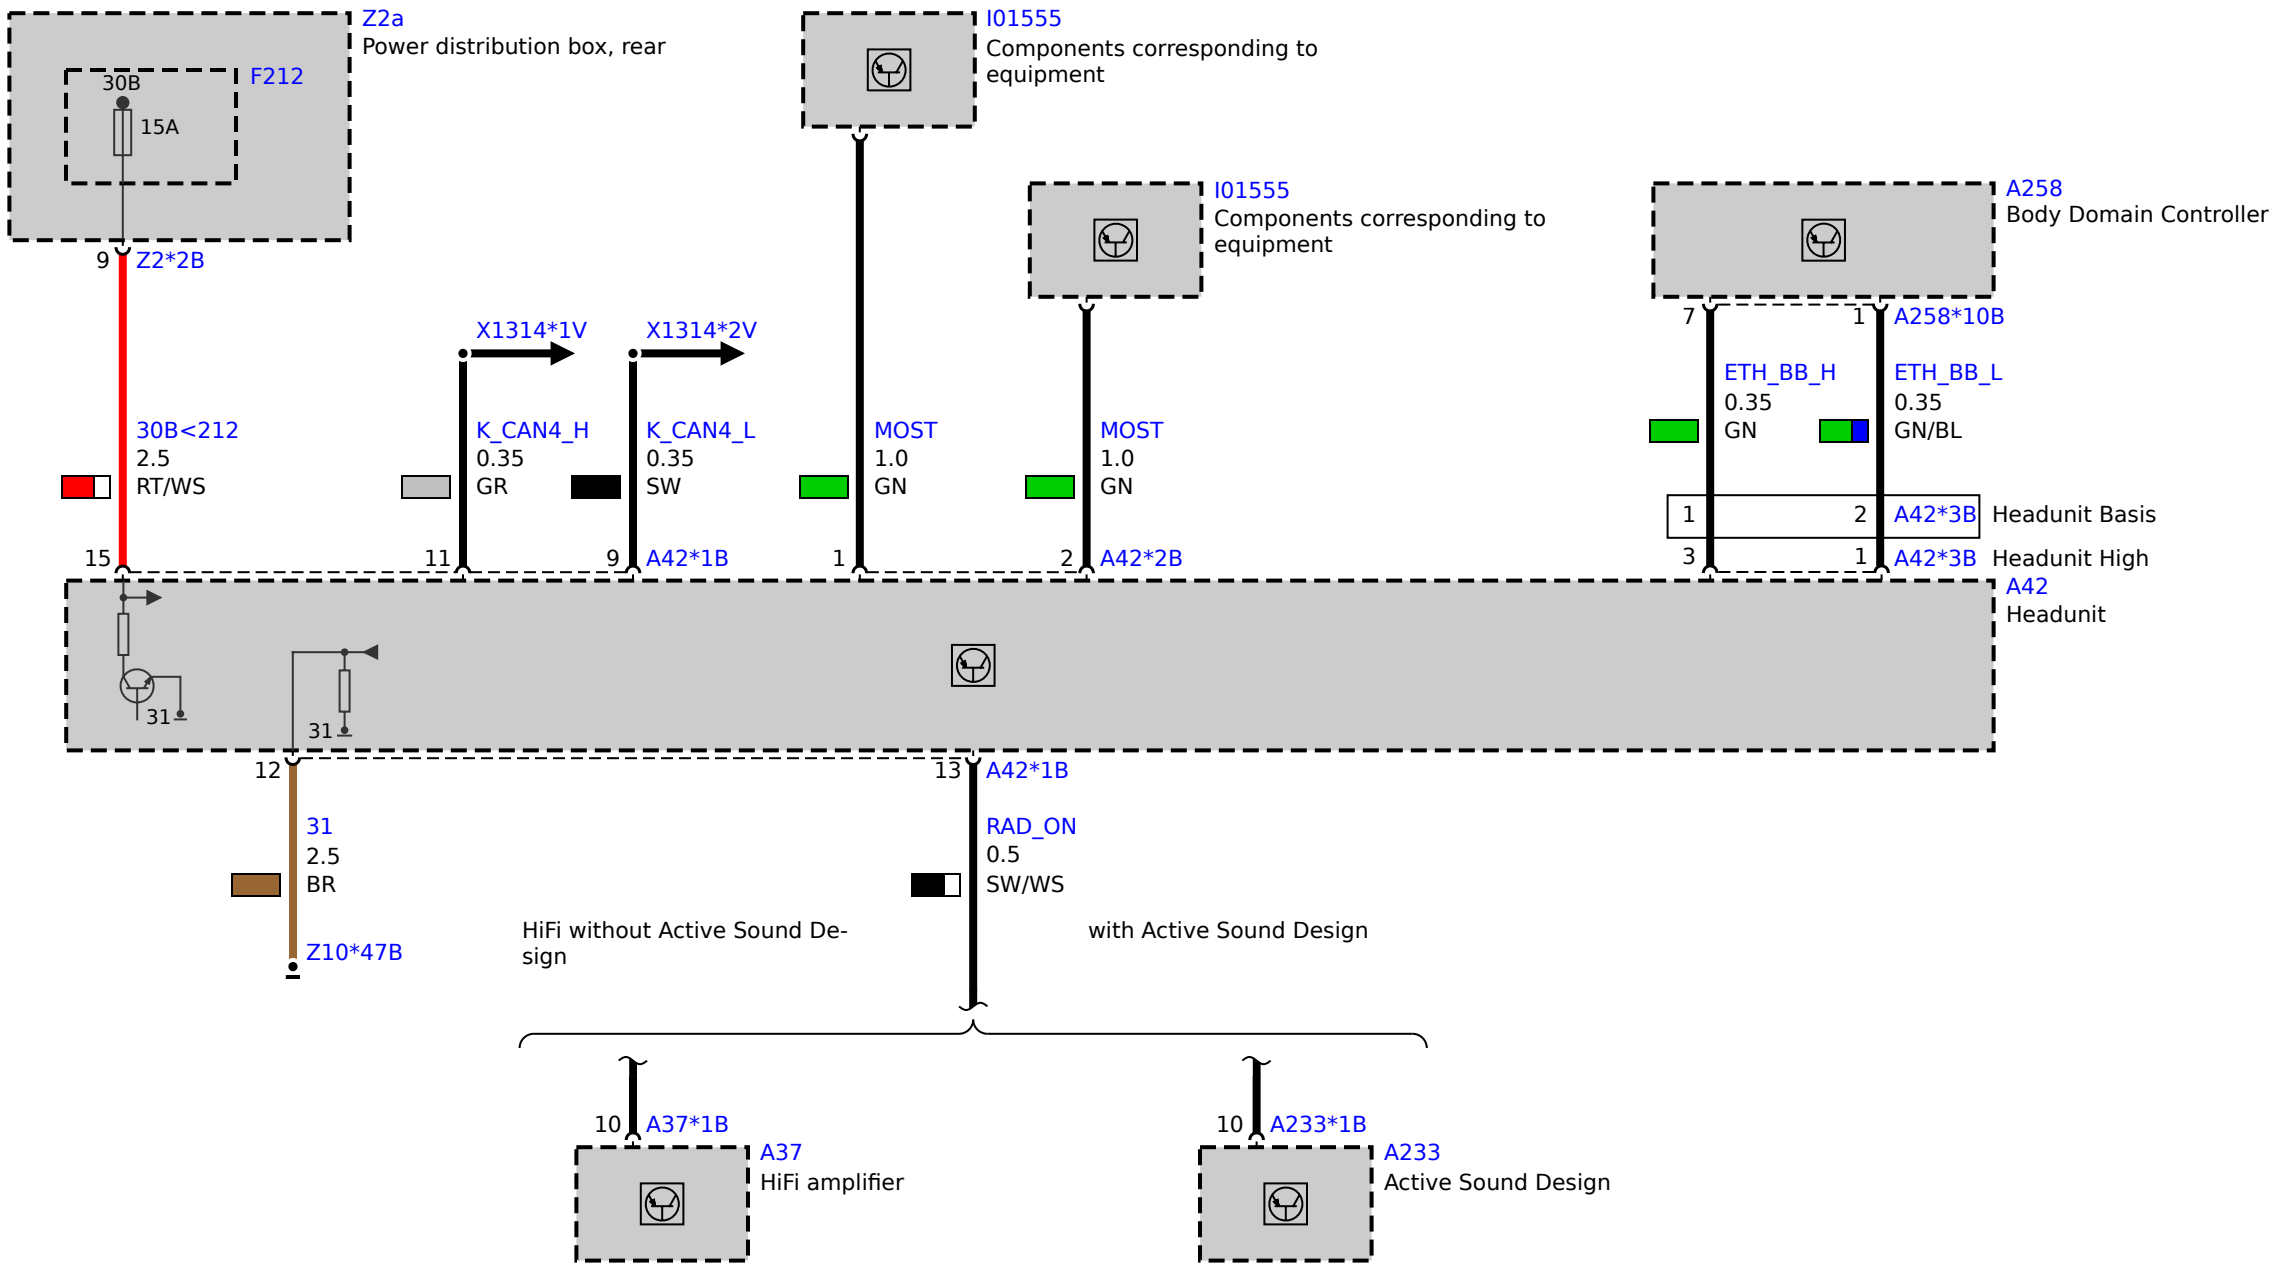 Z2a
Power distribution box, rear
F212
30B
15A
9 Z2*2B
I01555
Components corresponding to
equipment
I01555
Components corresponding to
equipment
A258
Body Domain Controller
7 1 A258*10B
X1314*1V X1314*2V
ETH_BB_H ETH_BB_L
0.35 0.35
GN GN/BL
30B<212 K_CAN4_H K_CAN4_L MOST MOST
2.5 0.35 0.35 1.0 1.0
RT/WS GR SW GN GN
1 2 A42*3B Headunit Basis
15 11 9 A42*1B 1 2 A42*2B 3 1 A42*3B Headunit High
A42
Headunit
31
31
12 13 A42*1B
31 RAD_ON
2.5 0.5
BR SW/WS
HiFi without Active Sound De-
sign
with Active Sound Design
Z10*47B
10 A37*1B 10 A233*1B
A37
HiFi amplifier
A233
Active Sound Design